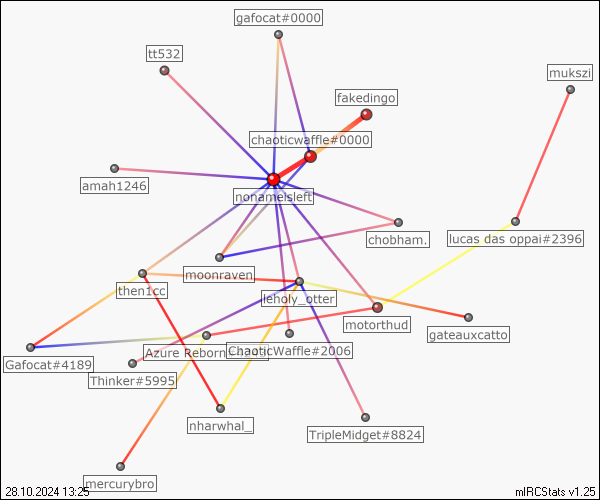 gafocat#0000
tt532
mukszi
fakedingo
chaoticwaffle#0000
amah1246
nonameisleft
chobham.
lucas das oppai#2396
moonraven
then1cc
leholy_otter
motorthud
gateauxcatto
Azure Reborn
ChaoticWaffle#2006
Gafocat#4189
Thinker#5995
nharwhal_
TripleMidget#8824
mercurybro
28.10.2024 13:25
mIRCStats v1.25